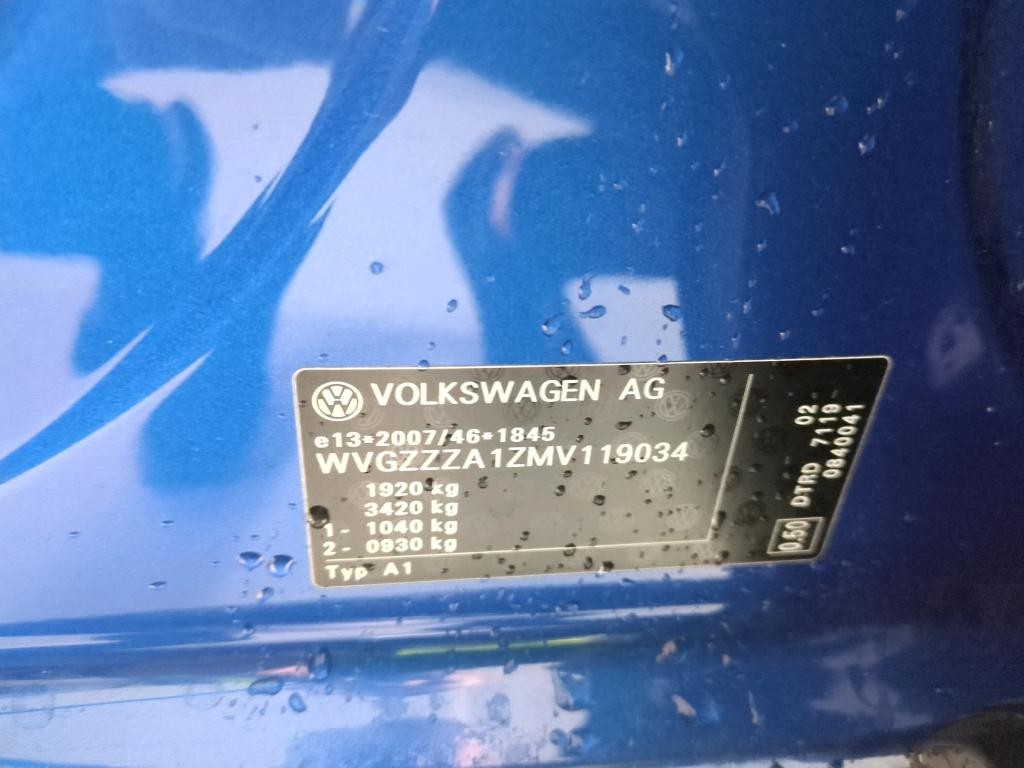 VOLKSWAGEN AG
e13*2007/46*1845
WVGZZZA1ZMV119034
1920 kg
3420 kg
1- 1040 kg
2- 0930 kg
Typ A1
0.50 DTRD 7119 02
0840041